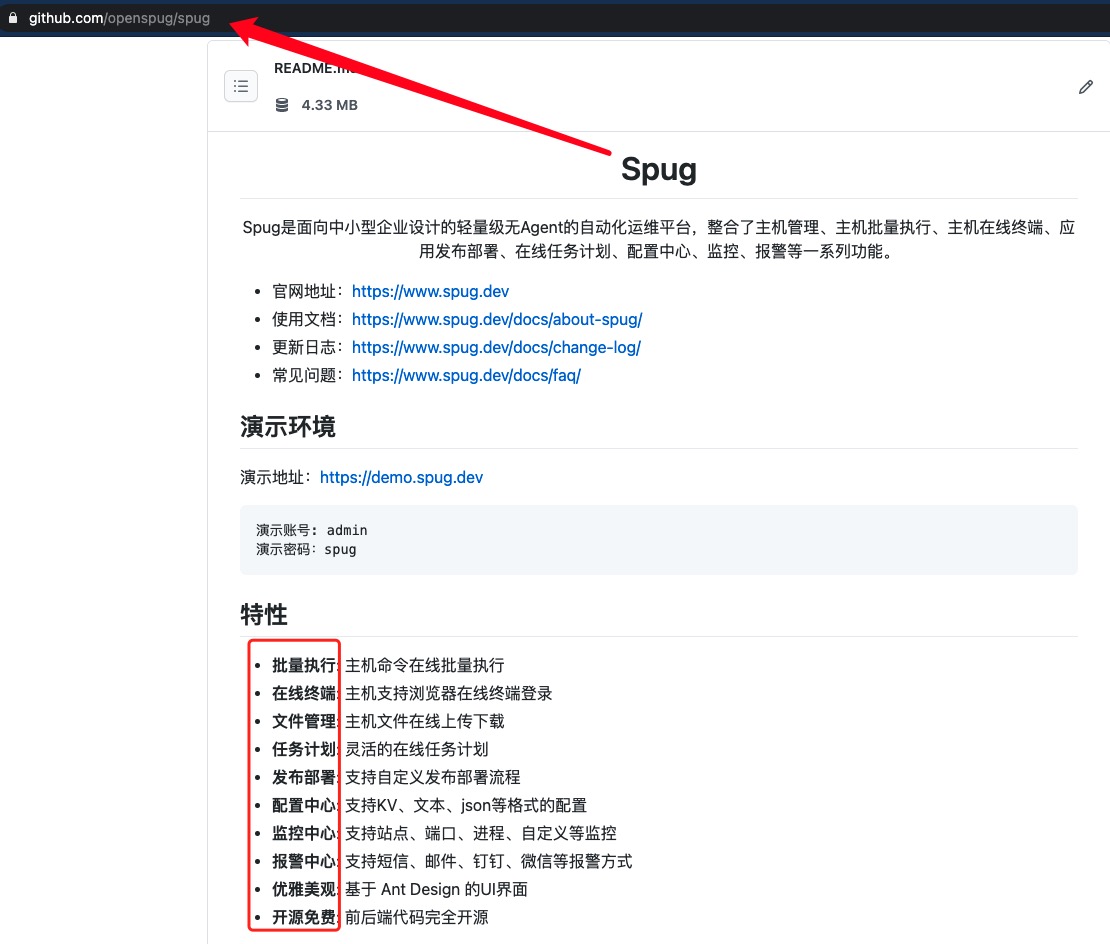 github.com/openspug/spug
README.m
4.33 MB
Spug
Spug是面向中小型企业设计的轻量级无Agent的自动化运维平台，整合了主机管理、主机批量执行、主机在线终端、应
用发布部署、在线任务计划、配置中心、监控、报警等一系列功能。
官网地址：https://www.spug.dev
使用文档：https://www.spug.dev/docs/about-spug/
更新日志：https://www.spug.dev/docs/change-log/
常见问题：https://www.spug.dev/docs/faq/
演示环境
演示地址：https://demo.spug.dev
演示账号: admin
演示密码: spug
特性
批量执行: 主机命令在线批量执行
在线终端: 主机支持浏览器在线终端登录
文件管理: 主机文件在线上传下载
任务计划: 灵活的在线任务计划
发布部署: 支持自定义发布部署流程
配置中心: 支持KV、文本、json等格式的配置
监控中心: 支持站点、端口、进程、自定义等监控
报警中心: 支持短信、邮件、钉钉、微信等报警方式
优雅美观: 基于 Ant Design 的UI界面
开源免费: 前后端代码完全开源